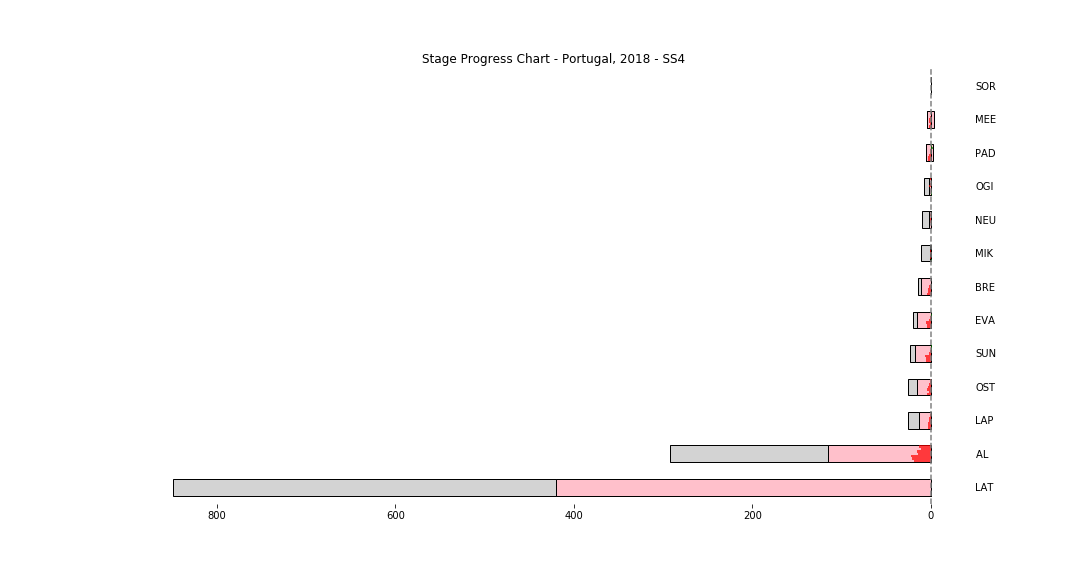 Stage Progress Chart - Portugal, 2018 - SS4
SOR
MEE
PAD
OGI
NEU
MIK
BRE
EVA
SUN
OST
LAP
AL
LAT
800 600 400 200 0